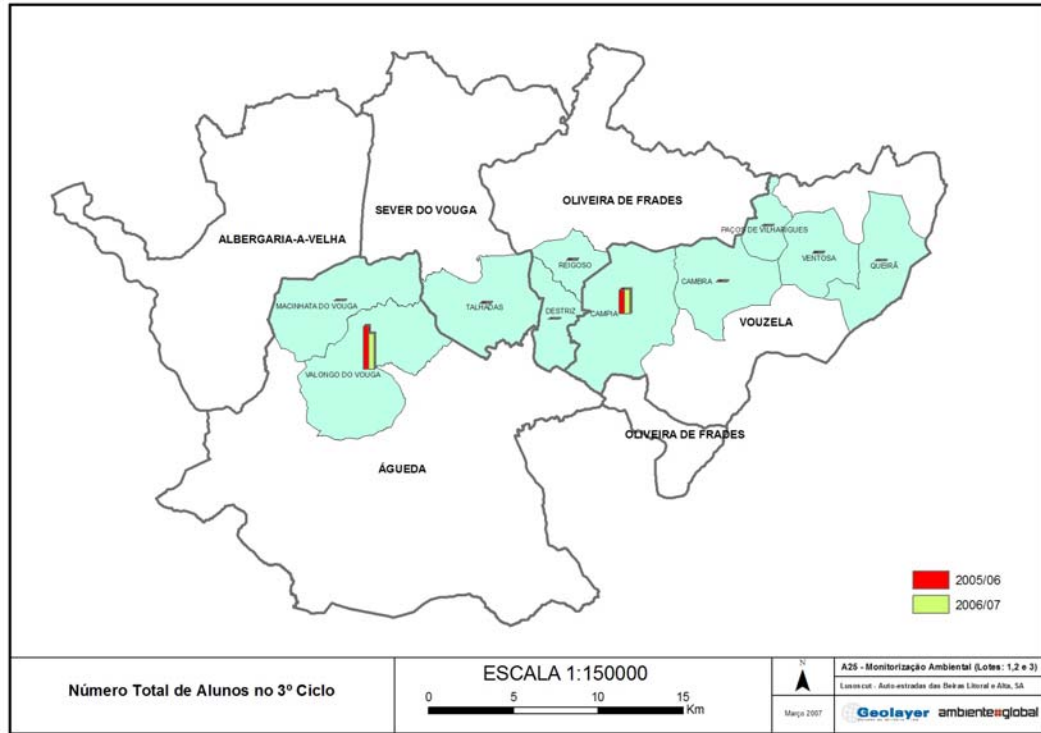 OLIVEIRA DE FRADES
SEVER DO VOUGA
ALBERGARIA-A-VELHA
PAÇOS DE VILHARIGUES
VENTOSA
QUEIRÃ
REIGOSO
CAMBRA
MACINHATA DO VOUGA
TALHADAS
DESTRIZ
CAMPIA
VOUZELA
VALONGO DO VOUGA
OLIVEIRA DE FRADES
ÁGUEDA
2005/06
2006/07
Número Total de Alunos no 3º Ciclo
ESCALA 1:150000
0 5 10 15
Km
N
Março 2007
A25 - Monitorização Ambiental (Lotes: 1,2 e 3)
Lusoscut - Auto-estradas das Beiras Litoral e Alta, SA
Geolayer
ambiente global